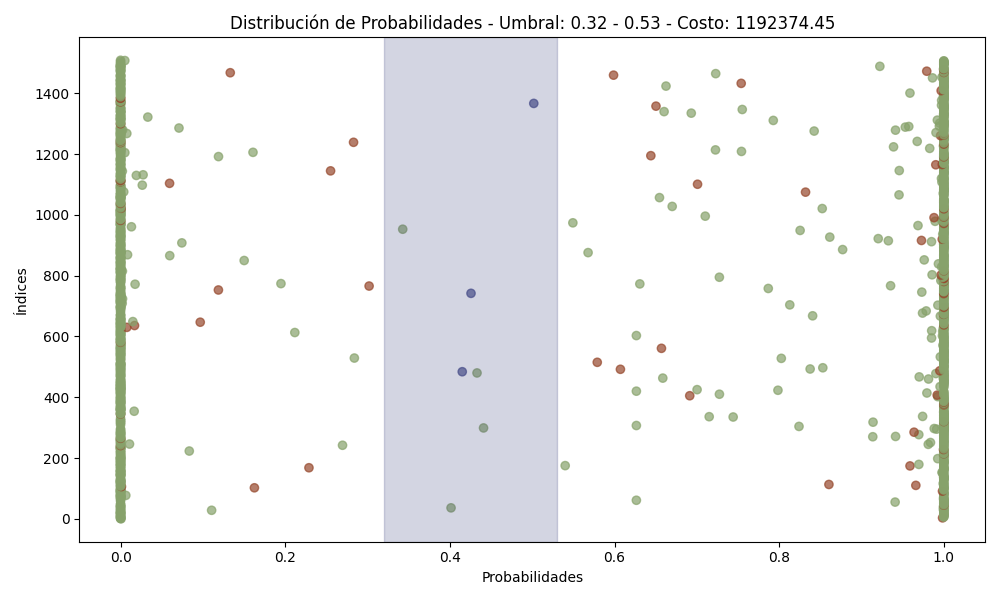 Distribución de Probabilidades - Umbral: 0.32 - 0.53 - Costo: 1192374.45
1400
1200
1000
800
600
400
200
0
Índices
0.0 0.2 0.4 0.6 0.8 1.0
Probabilidades